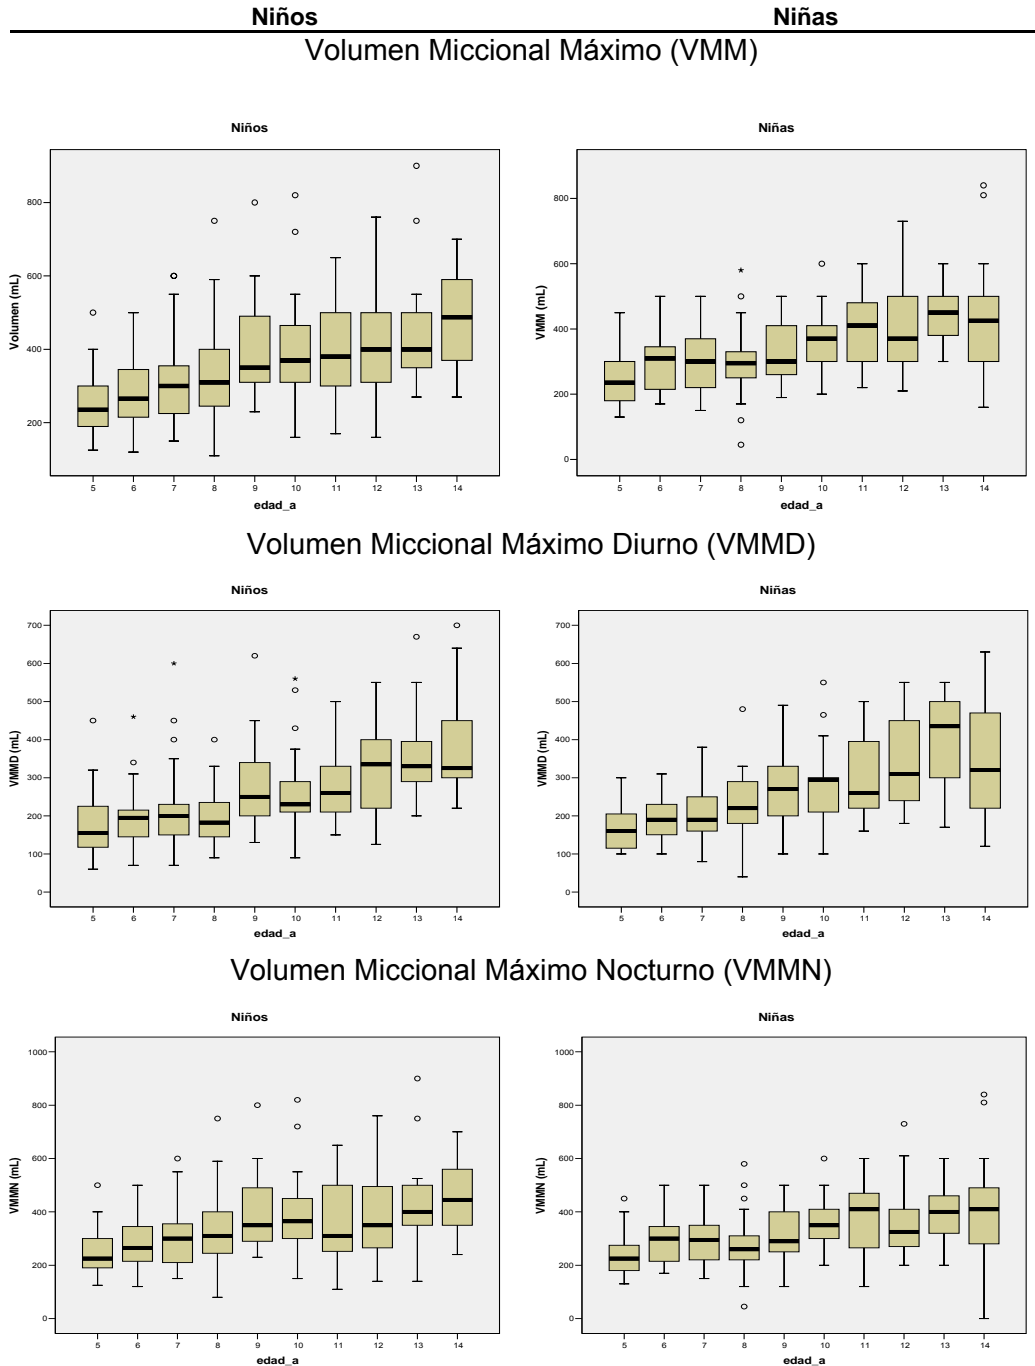 Niños Niñas
Volumen Miccional Máximo (VMM)
Niños
Volumen (mL)
800
600
400
200
5 6 7 8 9 10 11 12 13 14
edad_a
Niñas
VMM (mL)
800
600
400
200
0
5 6 7 8 9 10 11 12 13 14
edad_a
Volumen Miccional Máximo Diurno (VMMD)
Niños
VMMD (mL)
700
600
500
400
300
200
100
0
5 6 7 8 9 10 11 12 13 14
edad_a
Niñas
VMMD (mL)
700
600
500
400
300
200
100
0
5 6 7 8 9 10 11 12 13 14
edad_a
Volumen Miccional Máximo Nocturno (VMMN)
Niños
VMMN (mL)
1000
800
600
400
200
0
5 6 7 8 9 10 11 12 13 14
edad_a
Niñas
VMMN (mL)
1000
800
600
400
200
0
5 6 7 8 9 10 11 12 13 14
edad_a